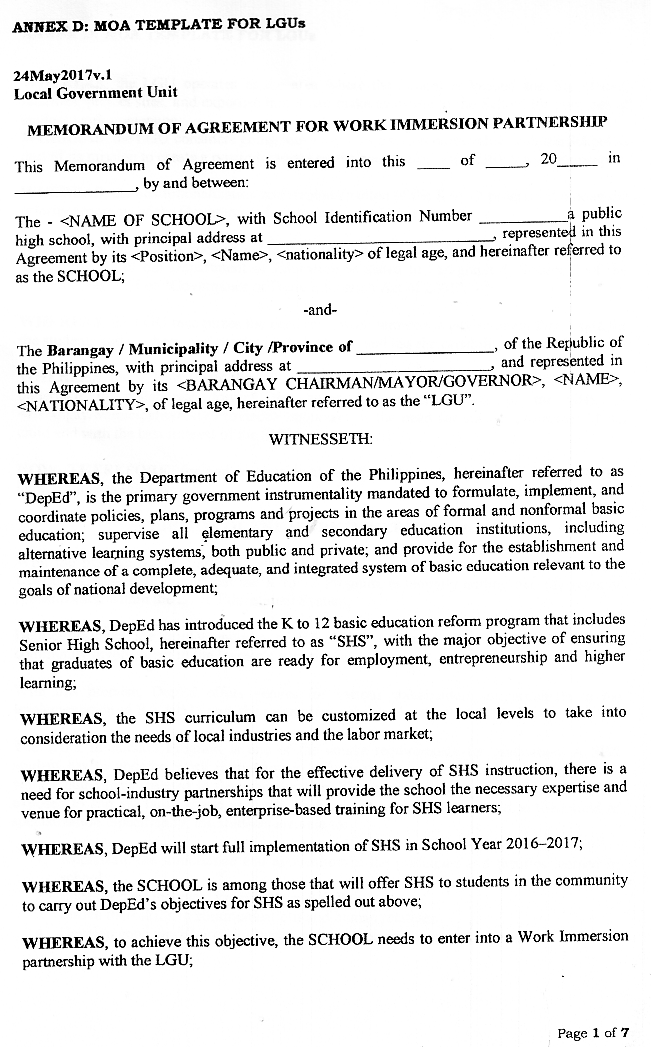 ANNEX D: MOA TEMPLATE FOR LGUs
24May2017v.1
Local Government Unit
MEMORANDUM OF AGREEMENT FOR WORK IMMERSION PARTNERSHIP
This Memorandum of Agreement is entered into this ____ of _____, 20_____ in
_______________, by and between:
The - <NAME OF SCHOOL>, with School Identification Number ___________a public
high school, with principal address at ____________________________, represented in this
Agreement by its <Position>, <Name>, <nationality> of legal age, and hereinafter referred to
as the SCHOOL;
-and-
The Barangay / Municipality / City /Province of _________________, of the Republic of
the Philippines, with principal address at ________________________, and represented in
this Agreement by its <BARANGAY CHAIRMAN/MAYOR/GOVERNOR>, <NAME>,
<NATIONALITY>, of legal age, hereinafter referred to as the “LGU”.
WITNESSETH:
WHEREAS, the Department of Education of the Philippines, hereinafter referred to as
“DepEd”, is the primary government instrumentality mandated to formulate, implement, and
coordinate policies, plans, programs and projects in the areas of formal and nonformal basic
education; supervise all elementary and secondary education institutions, including
alternative learning systems, both public and private; and provide for the establishment and
maintenance of a complete, adequate, and integrated system of basic education relevant to the
goals of national development;
WHEREAS, DepEd has introduced the K to 12 basic education reform program that includes
Senior High School, hereinafter referred to as “SHS”, with the major objective of ensuring
that graduates of basic education are ready for employment, entrepreneurship and higher
learning;
WHEREAS, the SHS curriculum can be customized at the local levels to take into
consideration the needs of local industries and the labor market;
WHEREAS, DepEd believes that for the effective delivery of SHS instruction, there is a
need for school-industry partnerships that will provide the school the necessary expertise and
venue for practical, on-the-job, enterprise-based training for SHS learners;
WHEREAS, DepEd will start full implementation of SHS in School Year 2016–2017;
WHEREAS, the SCHOOL is among those that will offer SHS to students in the community
to carry out DepEd’s objectives for SHS as spelled out above;
WHEREAS, to achieve this objective, the SCHOOL needs to enter into a Work Immersion
partnership with the LGU;
Page 1 of 7